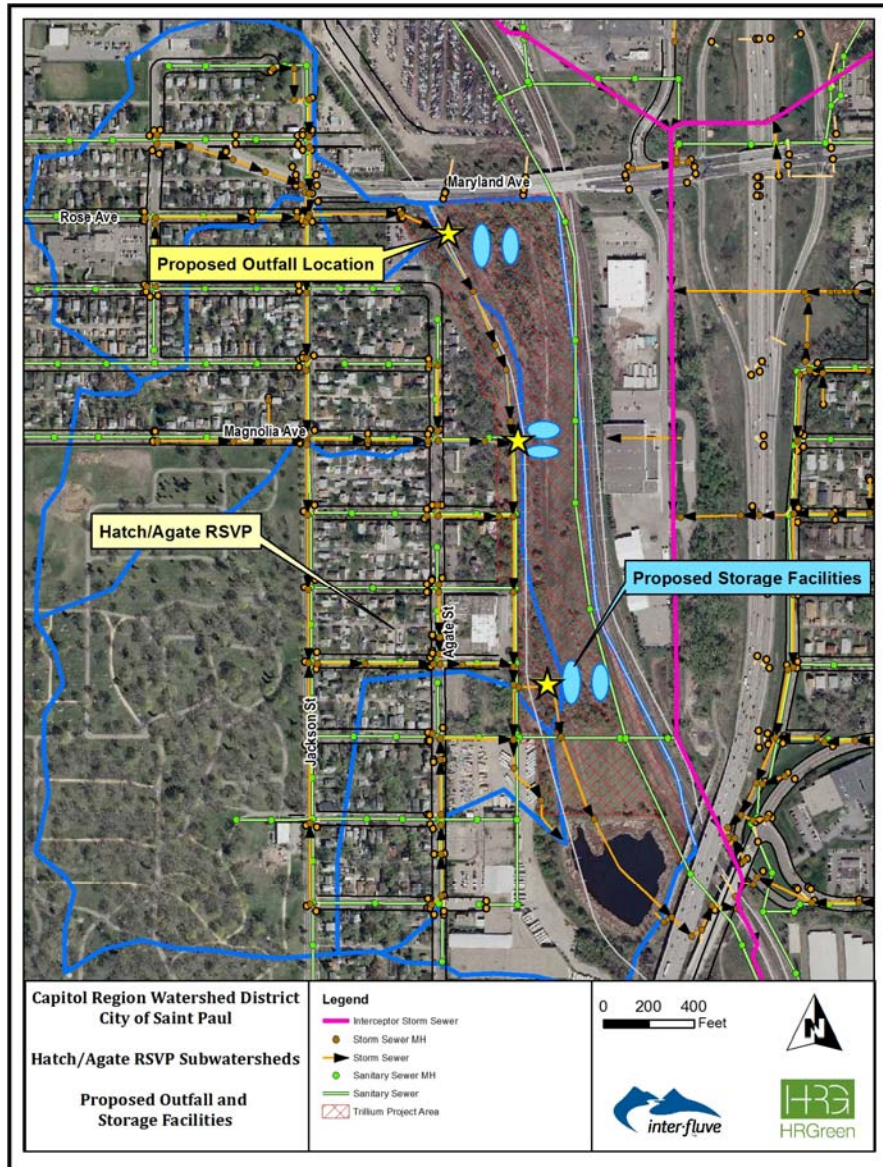 Maryland Ave
Rose Ave
Proposed Outfall Location
Magnolia Ave
Hatch/Agate RSVP
Proposed Storage Facilities
Agate St
Jackson St
Capitol Region Watershed District
City of Saint Paul
Hatch/Agate RSVP Subwatersheds
Proposed Outfall and
Storage Facilities
Legend
Interceptor Storm Sewer
Storm Sewer MH
Storm Sewer
Sanitary Sewer MH
Sanitary Sewer
Trillium Project Area
0 200 400
Feet
N
inter-fluve
HRG
HRGreen